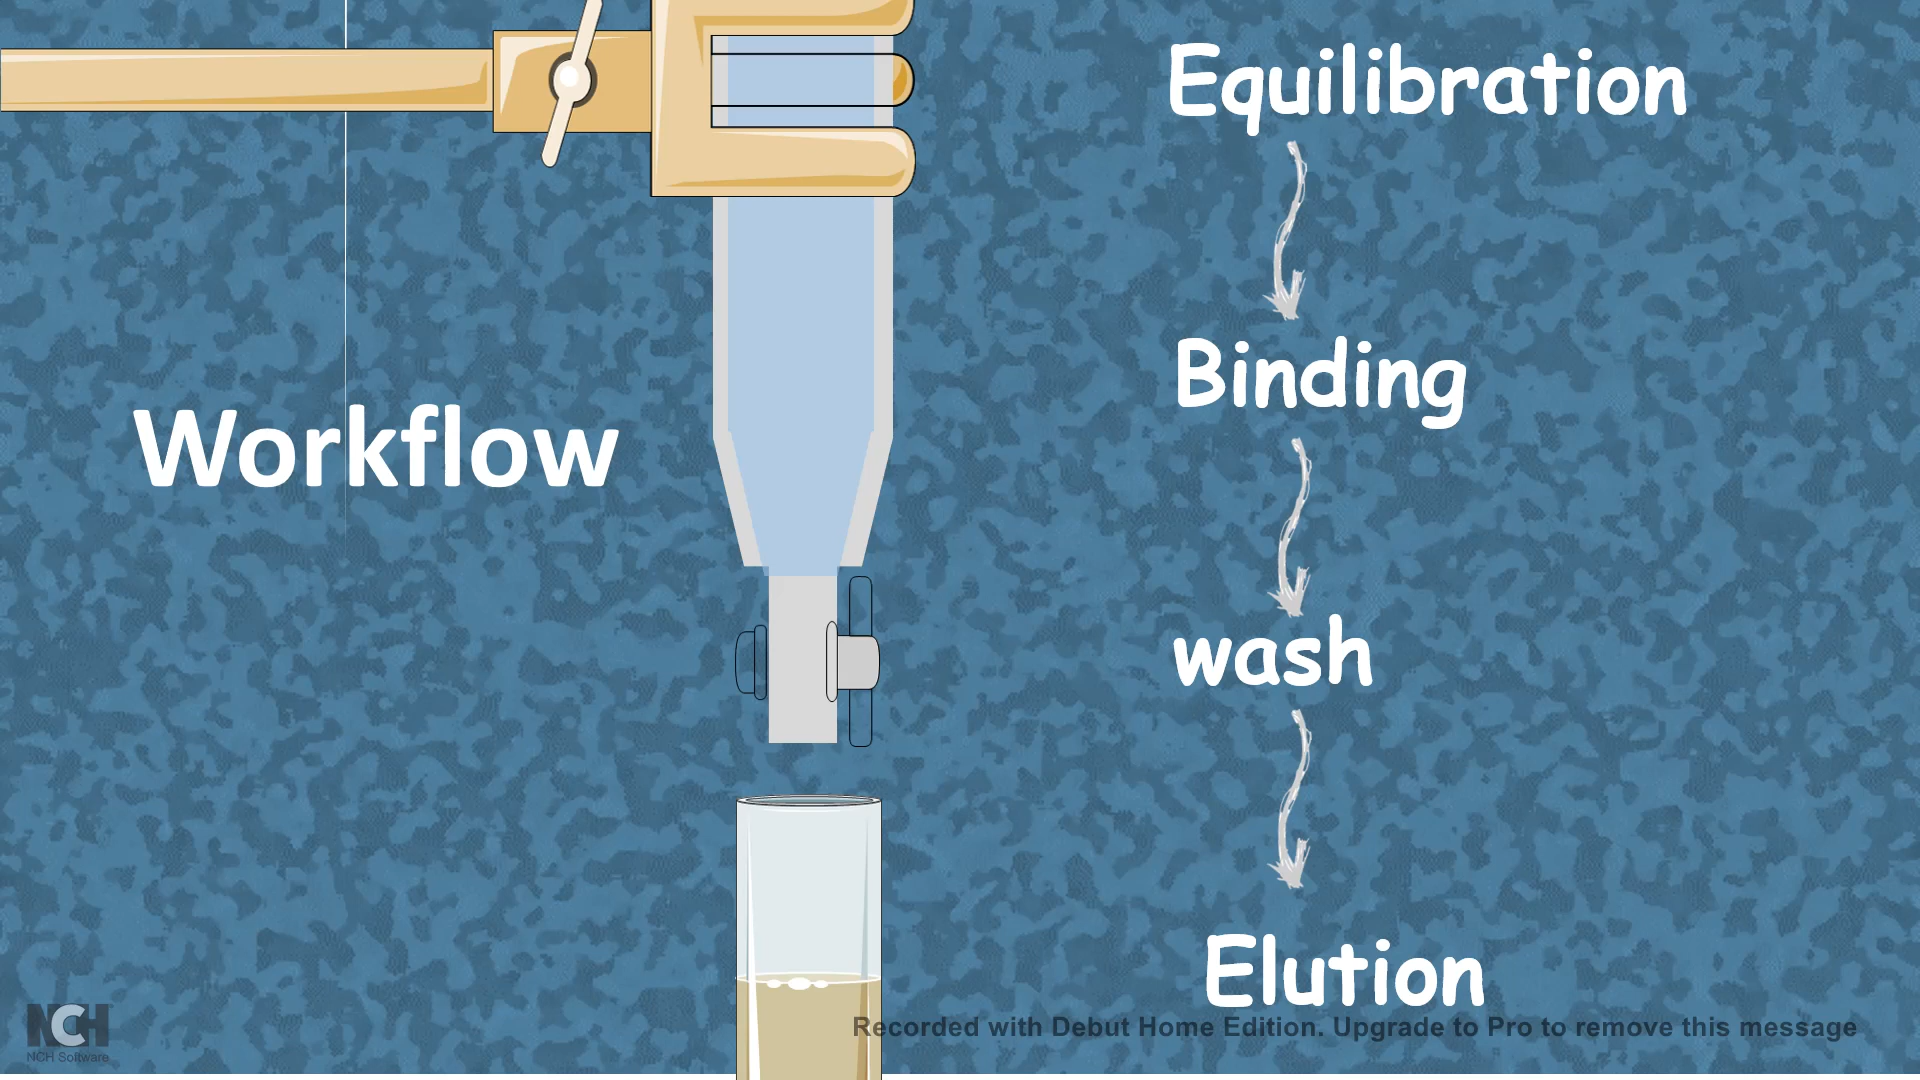 Equilibration
Binding
Workflow
wash
Elution
NCH
NCH Software
Recorded with Debut Home Edition. Upgrade to Pro to remove this message